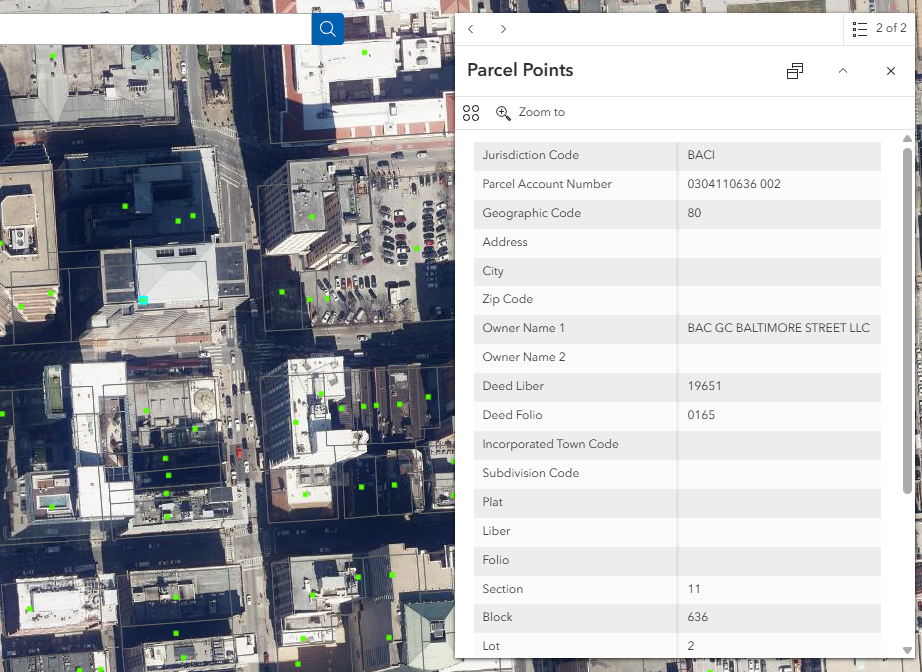 2 of 2
Parcel Points
Zoom to
Jurisdiction Code BACI
Parcel Account Number 0304110636 002
Geographic Code 80
Address
City
Zip Code
Owner Name 1 BAC GC BALTIMORE STREET LLC
Owner Name 2
Deed Liber 19651
Deed Folio 0165
Incorporated Town Code
Subdivision Code
Plat
Liber
Folio
Section 11
Block 636
Lot 2